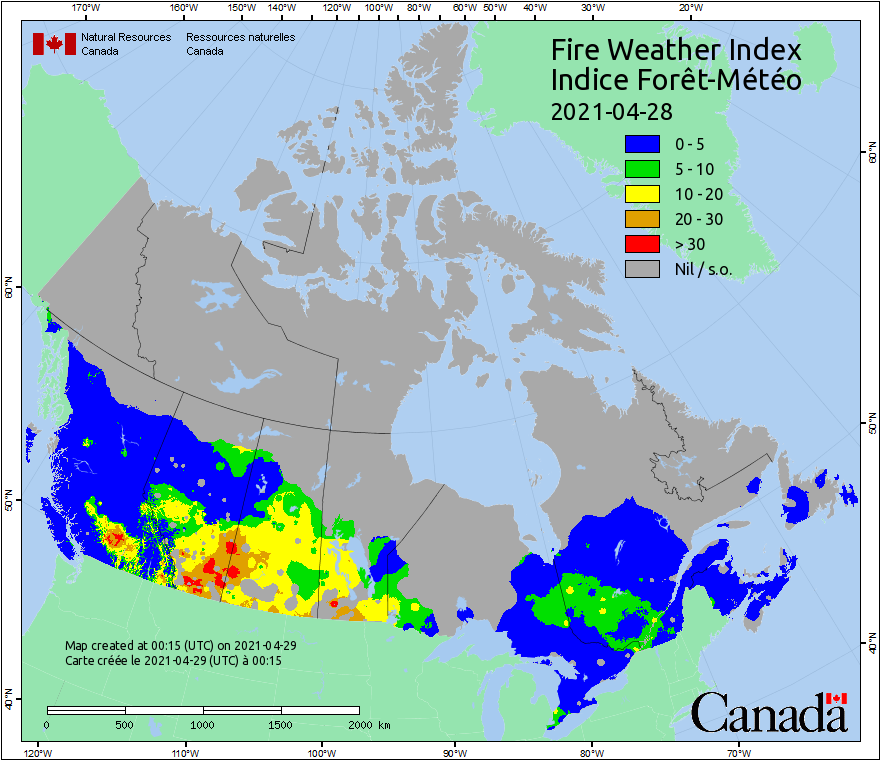 170°W 160°W 150°W 140°W 130°W 120°W 110°W 100°W 90°W 80°W 60°W 50°W 40°W 30°W 20°W
Natural Resources Canada
Ressources naturelles Canada
Fire Weather Index
Indice Forêt-Météo
2021-04-28
0 - 5
5 - 10
10 - 20
20 - 30
> 30
Nil / s.o.
60°N
60°N
50°N
50°N
40°N
40°N
Map created at 00:15 (UTC) on 2021-04-29
Carte créée le 2021-04-29 (UTC) à 00:15
0 500 1000 1500 2000 km
Canada
120°W 110°W 100°W 90°W 80°W 70°W